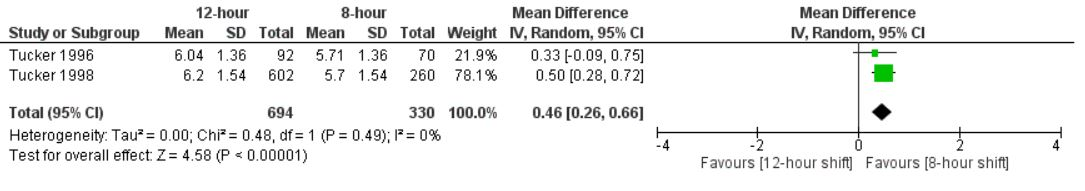 12-hour 8-hour Mean Difference Mean Difference
Study or Subgroup Mean SD Total Mean SD Total Weight IV, Random, 95% CI IV, Random, 95% CI
Tucker 1996 6.04 1.36 92 5.71 1.36 70 21.9% 0.33 [-0.09, 0.75]
Tucker 1998 6.2 1.54 602 5.7 1.54 260 78.1% 0.50 [0.28, 0.72]
Total (95% CI) 694 330 100.0% 0.46 [0.26, 0.66]
Heterogeneity: Tau² = 0.00; Chi² = 0.48, df = 1 (P = 0.49); I² = 0%
Test for overall effect: Z = 4.58 (P < 0.00001)
-4 -2 0 2 4
Favours [12-hour shift] Favours [8-hour shift]